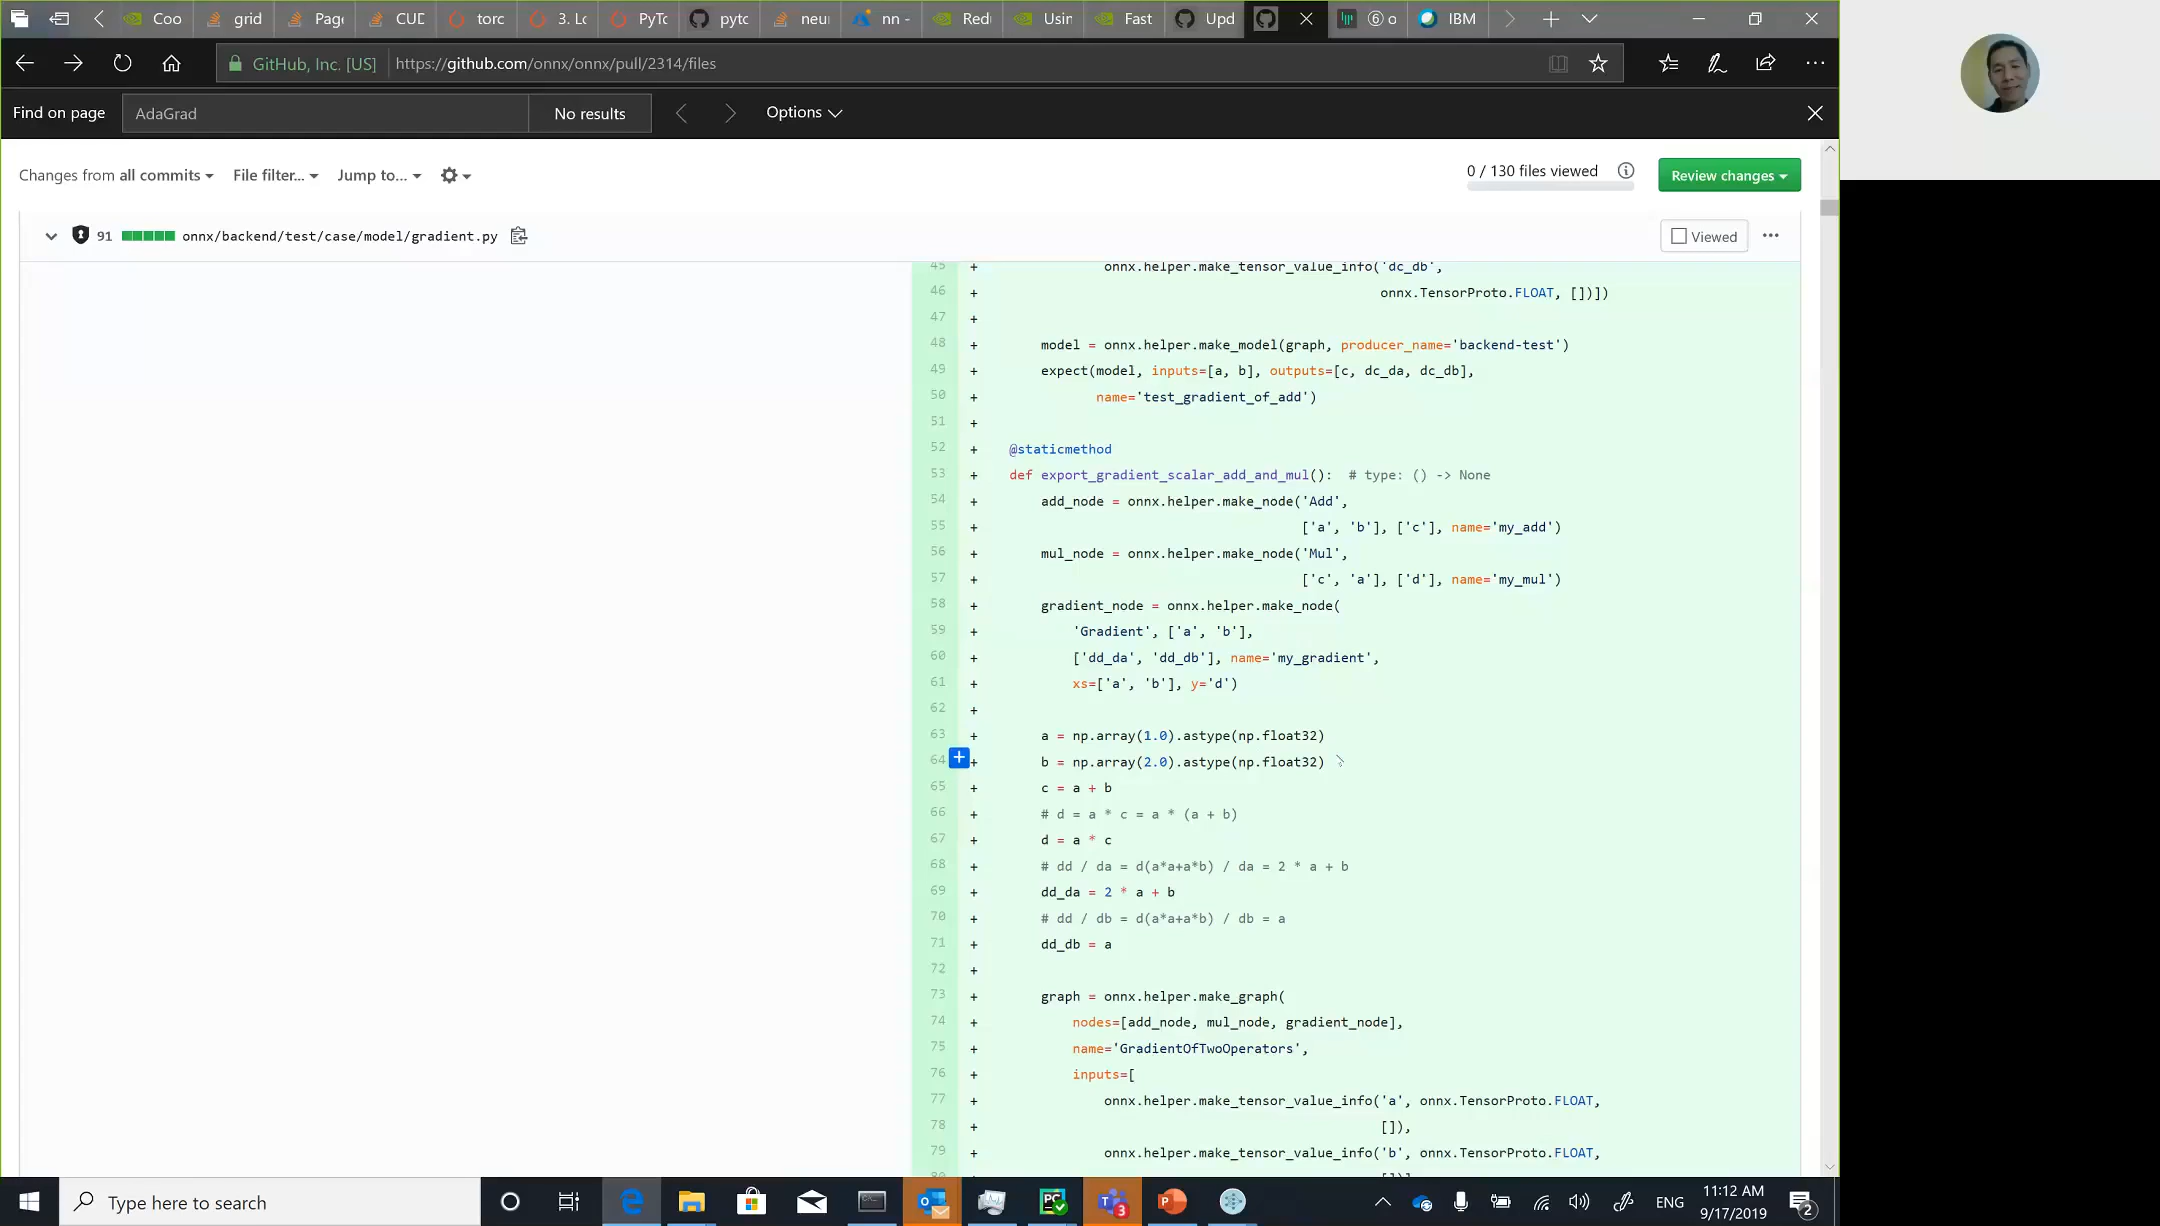 Coo
grid
Page
CUD
torc
3. Lo
PyTo
pyto
neu
nn -
Redi
Usin
Fast
Upd
⑥ o
IBM
GitHub, Inc. [US]
https://github.com/onnx/onnx/pull/2314/files
Find on page
AdaGrad
No results
Options
Changes from all commits
File filter...
Jump to...
0 / 130 files viewed
Review changes
91
onnx/backend/test/case/model/gradient.py
Viewed
45 + onnx.helper.make_tensor_value_info('dc_db',
46 + onnx.TensorProto.FLOAT, [])])
47 +
48 + model = onnx.helper.make_model(graph, producer_name='backend-test')
49 + expect(model, inputs=[a, b], outputs=[c, dc_da, dc_db],
50 + name='test_gradient_of_add')
51 +
52 + @staticmethod
53 + def export_gradient_scalar_add_and_mul():  # type: () -> None
54 + add_node = onnx.helper.make_node('Add',
55 + ['a', 'b'], ['c'], name='my_add')
56 + mul_node = onnx.helper.make_node('Mul',
57 + ['c', 'a'], ['d'], name='my_mul')
58 + gradient_node = onnx.helper.make_node(
59 + 'Gradient', ['a', 'b'],
60 + ['dd_da', 'dd_db'], name='my_gradient',
61 + xs=['a', 'b'], y='d')
62 +
63 + a = np.array(1.0).astype(np.float32)
64 + b = np.array(2.0).astype(np.float32)
65 + c = a + b
66 + # d = a * c = a * (a + b)
67 + d = a * c
68 + # dd / da = d(a*a+a*b) / da = 2 * a + b
69 + dd_da = 2 * a + b
70 + # dd / db = d(a*a+a*b) / db = a
71 + dd_db = a
72 +
73 + graph = onnx.helper.make_graph(
74 + nodes=[add_node, mul_node, gradient_node],
75 + name='GradientOfTwoOperators',
76 + inputs=[
77 + onnx.helper.make_tensor_value_info('a', onnx.TensorProto.FLOAT,
78 + []),
79 + onnx.helper.make_tensor_value_info('b', onnx.TensorProto.FLOAT,
Type here to search
3
ENG
11:12 AM
9/17/2019
2